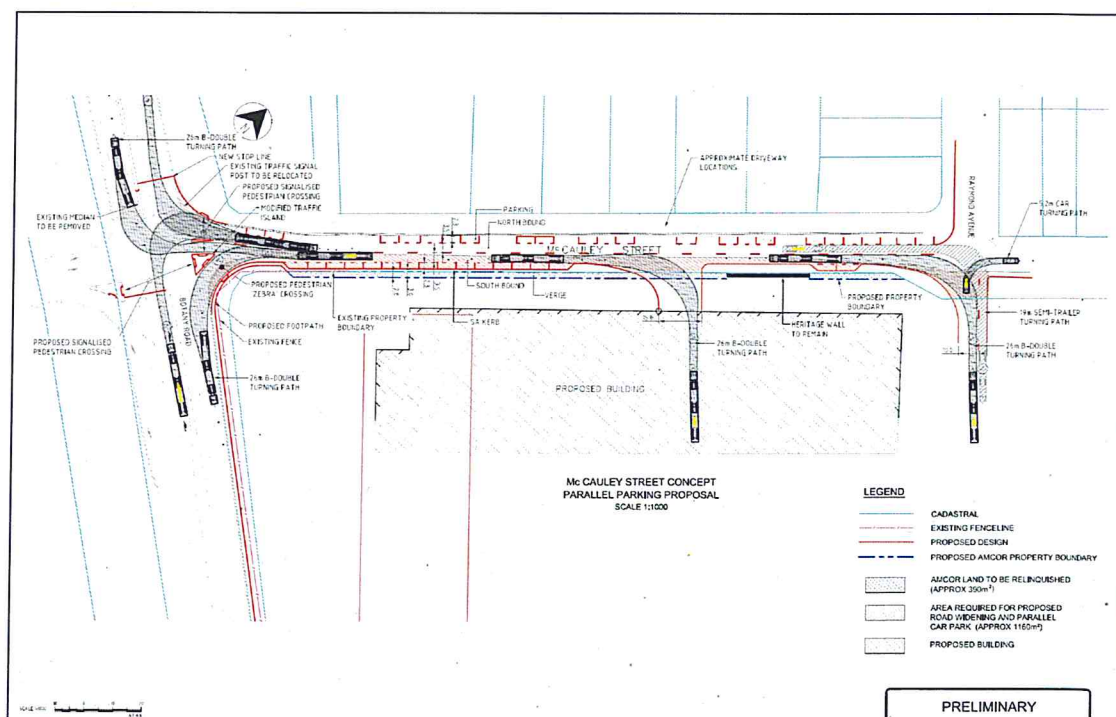 26m B-DOUBLE
TURNING PATH
NEW STOP LINE
EXISTING TRAFFIC SIGNAL
POST TO BE RELOCATED
PROPOSED SIGNALISED
PEDESTRIAN CROSSING
MODIFIED TRAFFIC
ISLAND
EXISTING MEDIAN
TO BE REMOVED
APPROXIMATE DRIVEWAY
LOCATIONS
PARKING
NORTH BOUND
McCAULEY STREET
RAYMOND AVENUE
5.2m CAR
TURNING PATH
PROPOSED PEDESTRIAN
ZEBRA CROSSING
BOTANY ROAD
PROPOSED FOOTPATH
EXISTING FENCE
PROPOSED SIGNALISED
PEDESTRIAN CROSSING
26m B-DOUBLE
TURNING PATH
EXISTING PROPERTY
BOUNDARY
SOUTH BOUND
VERGE
SA KERB
HERITAGE WALL
TO REMAIN
PROPOSED PROPERTY
BOUNDARY
19m SEMI-TRAILER
TURNING PATH
26m B-DOUBLE
TURNING PATH
26m B-DOUBLE
TURNING PATH
PROPOSED BUILDING
Mc CAULEY STREET CONCEPT
PARALLEL PARKING PROPOSAL
SCALE 1:1000
LEGEND
CADASTRAL
EXISTING FENCELINE
PROPOSED DESIGN
PROPOSED AMCOR PROPERTY BOUNDARY
AMCOR LAND TO BE RELINQUISHED
(APPROX 390m²)
AREA REQUIRED FOR PROPOSED
ROAD WIDENING AND PARALLEL
CAR PARK (APPROX 1160m²)
PROPOSED BUILDING
PRELIMINARY